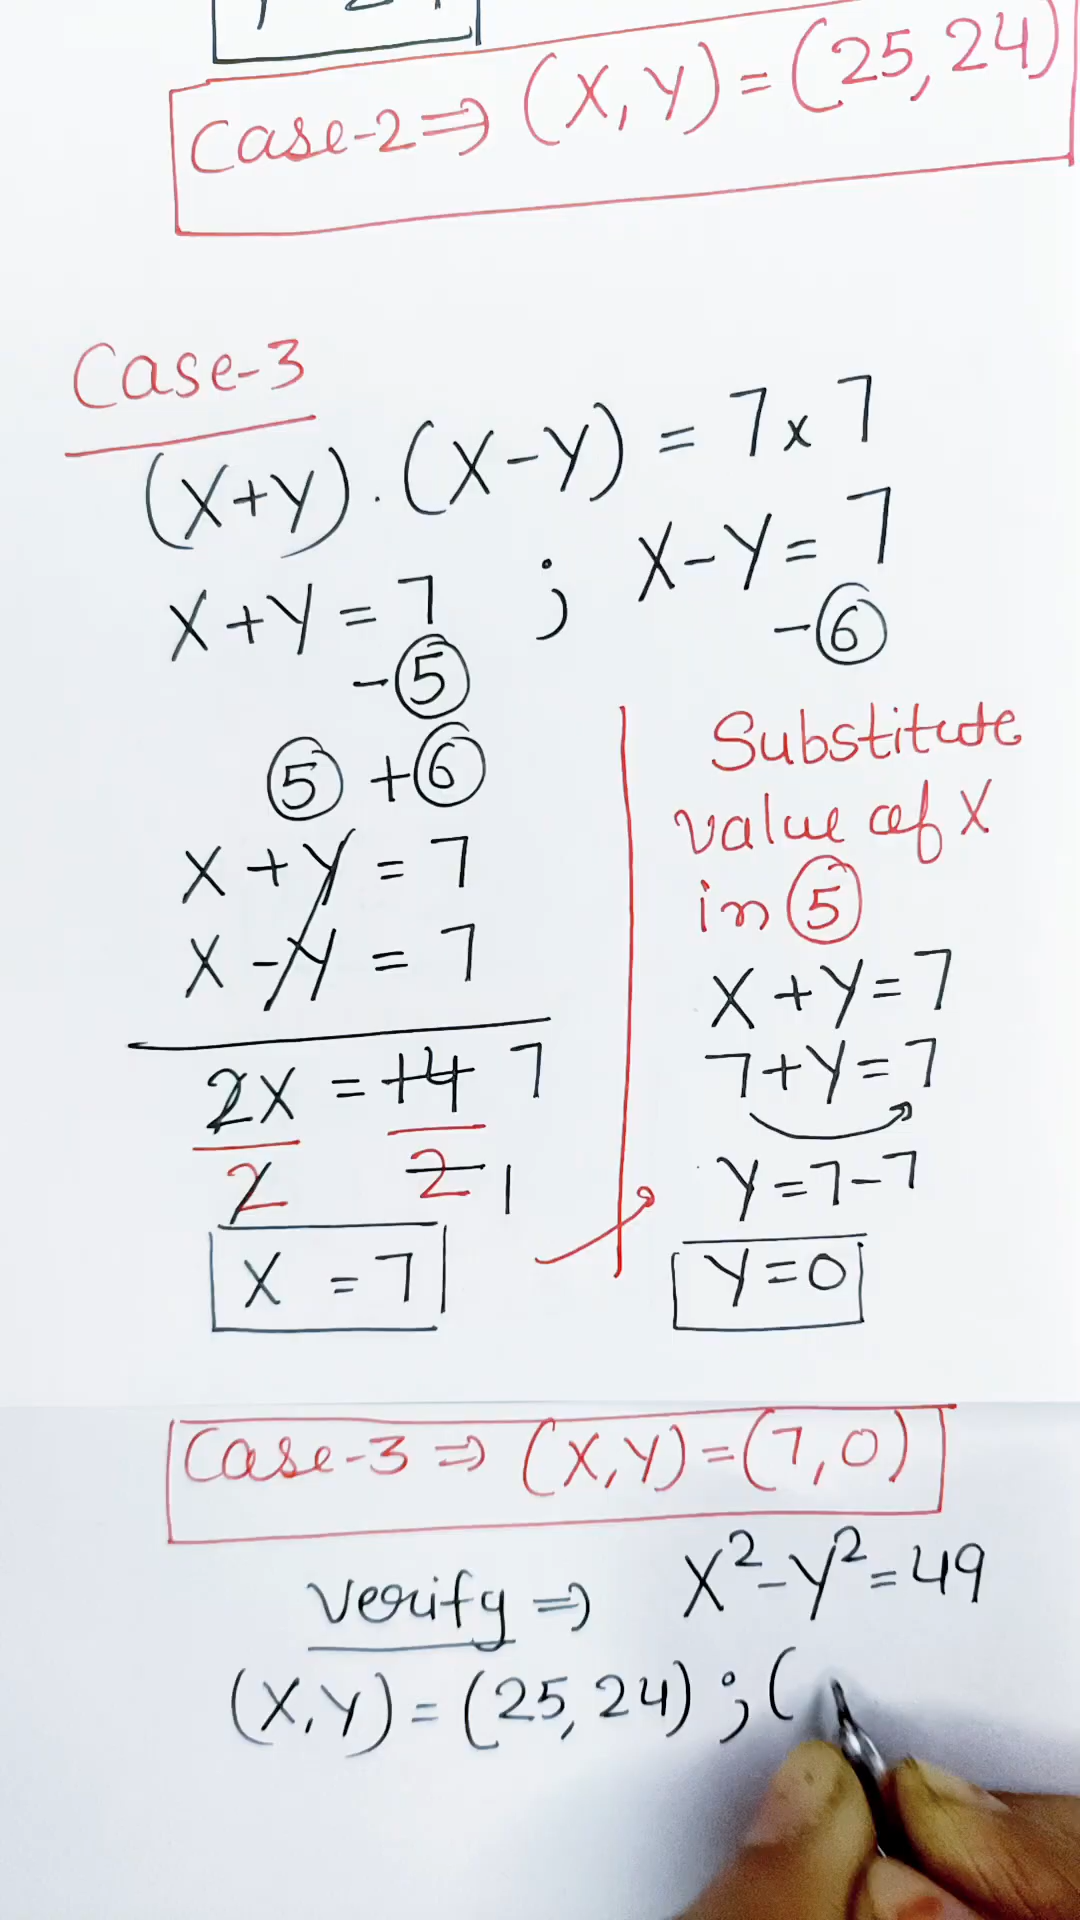 Case-2 ⇒ (X, Y) = (25, 24)
Case-3
(X+Y) . (X-Y) = 7 x 7
X+Y = 7 ; X-Y = 7
-⑤ -⑥
⑤ + ⑥
X + Y = 7
X - Y = 7
2X = 14 7
2 2 1
X = 7
Substitute
value of X
in ⑤
X + Y = 7
7 + Y = 7
Y = 7 - 7
Y = 0
Case-3 ⇒ (X, Y) = (7, 0)
Verify ⇒ X² - Y² = 49
(X, Y) = (25, 24) ; (